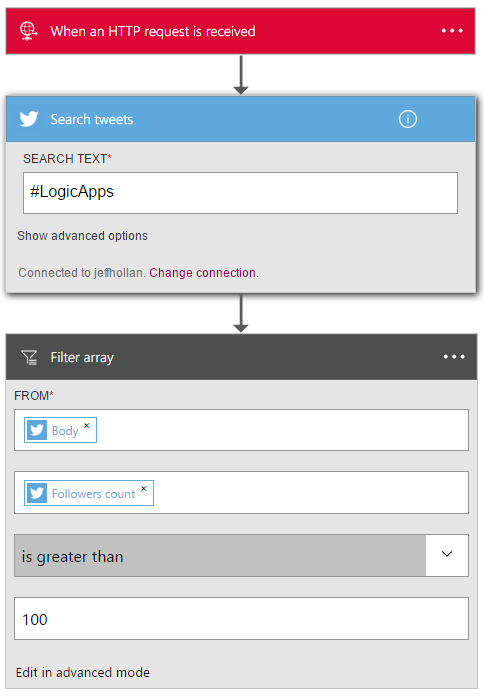 When an HTTP request is received
Search tweets
SEARCH TEXT*
#LogicApps
Show advanced options
Connected to jeffhollan. Change connection.
Filter array
FROM*
Body ×
Followers count ×
is greater than
100
Edit in advanced mode